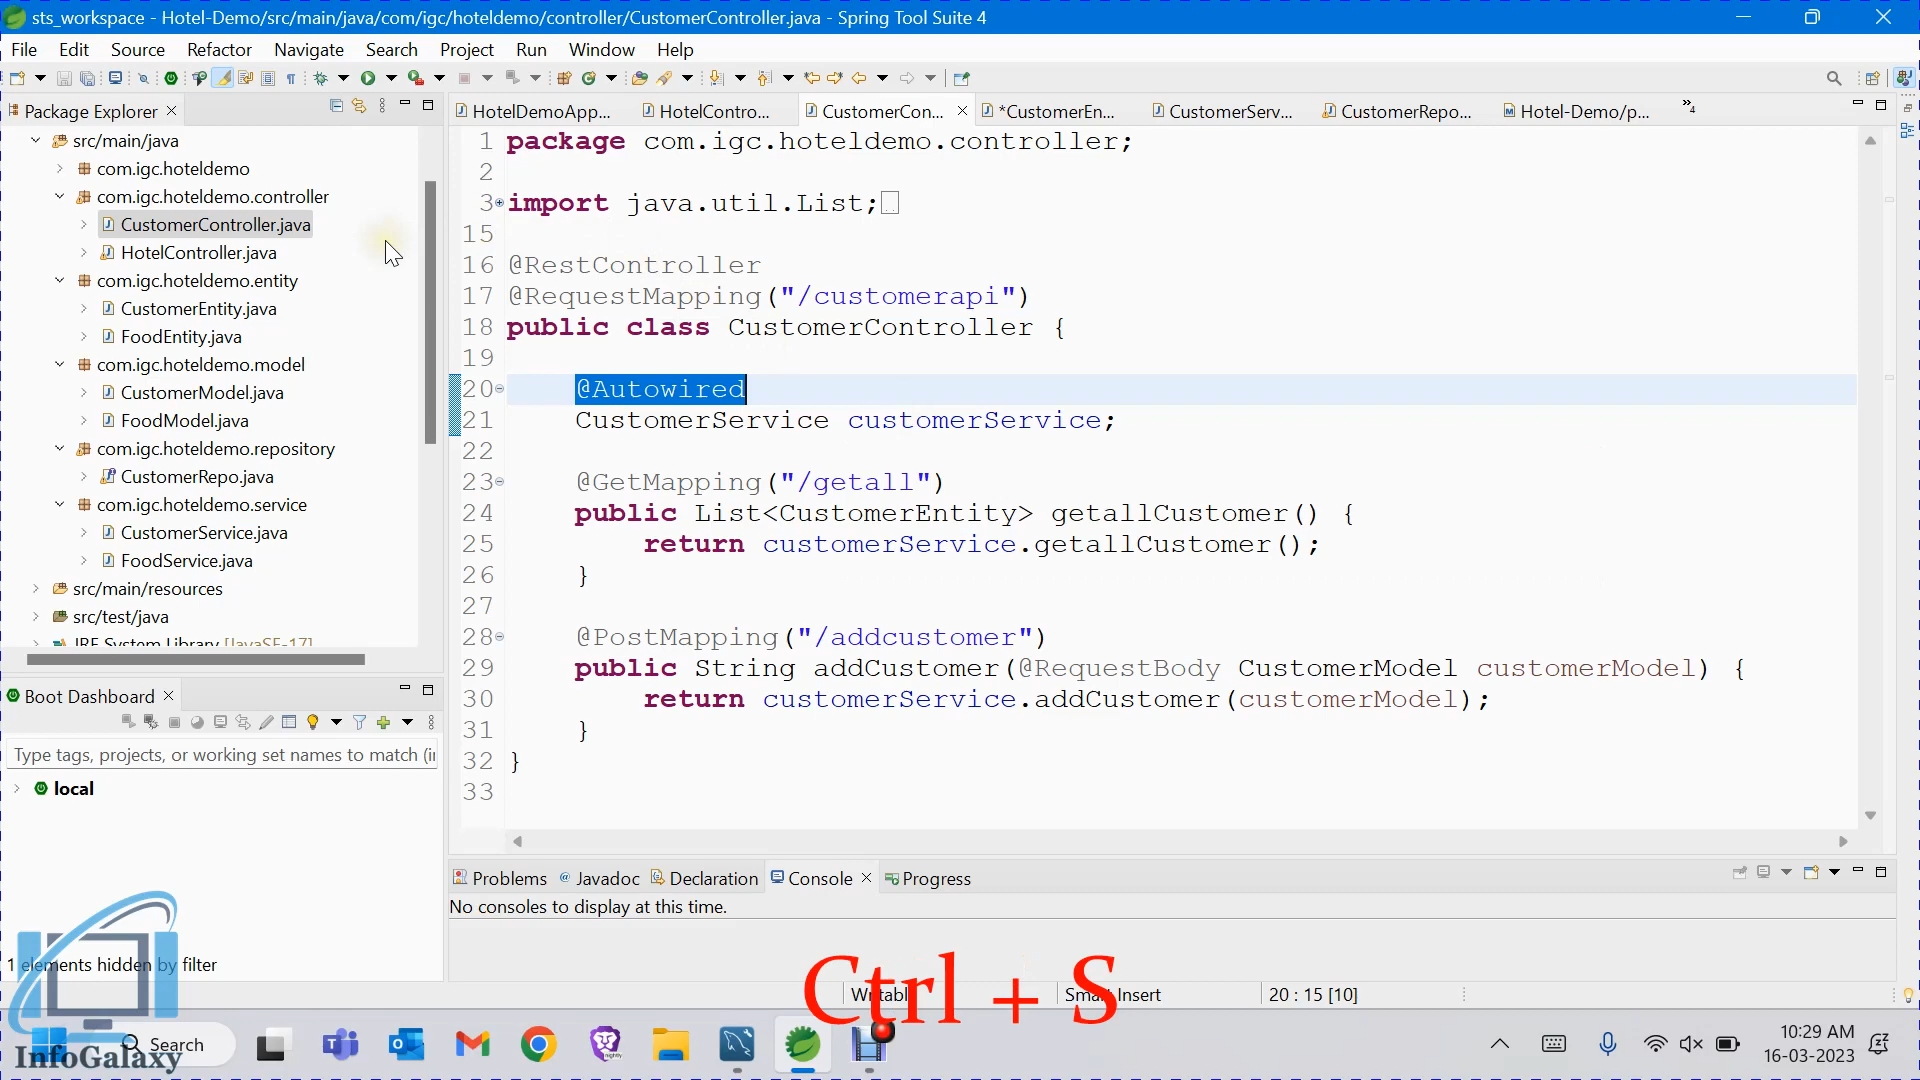 sts_workspace - Hotel-Demo/src/main/java/com/igc/hoteldemo/controller/CustomerController.java - Spring Tool Suite 4
File Edit Source Refactor Navigate Search Project Run Window Help
Package Explorer
src/main/java
com.igc.hoteldemo
com.igc.hoteldemo.controller
CustomerController.java
HotelController.java
com.igc.hoteldemo.entity
CustomerEntity.java
FoodEntity.java
com.igc.hoteldemo.model
CustomerModel.java
FoodModel.java
com.igc.hoteldemo.repository
CustomerRepo.java
com.igc.hoteldemo.service
CustomerService.java
FoodService.java
src/main/resources
src/test/java
JRE System Library [JavaSE-17]
Boot Dashboard
Type tags, projects, or working set names to match (i
local
1 elements hidden by filter
HotelDemoApp... HotelContro... CustomerCon... *CustomerEn... CustomerServ... CustomerRepo... Hotel-Demo/p... »4
1 package com.igc.hoteldemo.controller;
2
3 import java.util.List;
15
16 @RestController
17 @RequestMapping("/customerapi")
18 public class CustomerController {
19
20 @Autowired
21 CustomerService customerService;
22
23 @GetMapping("/getall")
24 public List<CustomerEntity> getallCustomer() {
25 return customerService.getallCustomer();
26 }
27
28 @PostMapping("/addcustomer")
29 public String addCustomer(@RequestBody CustomerModel customerModel) {
30 return customerService.addCustomer(customerModel);
31 }
32 }
33
Problems Javadoc Declaration Console Progress
No consoles to display at this time.
Ctrl + S
Writable Smart Insert 20 : 15 [10]
InfoGalaxy
Search
10:29 AM
16-03-2023